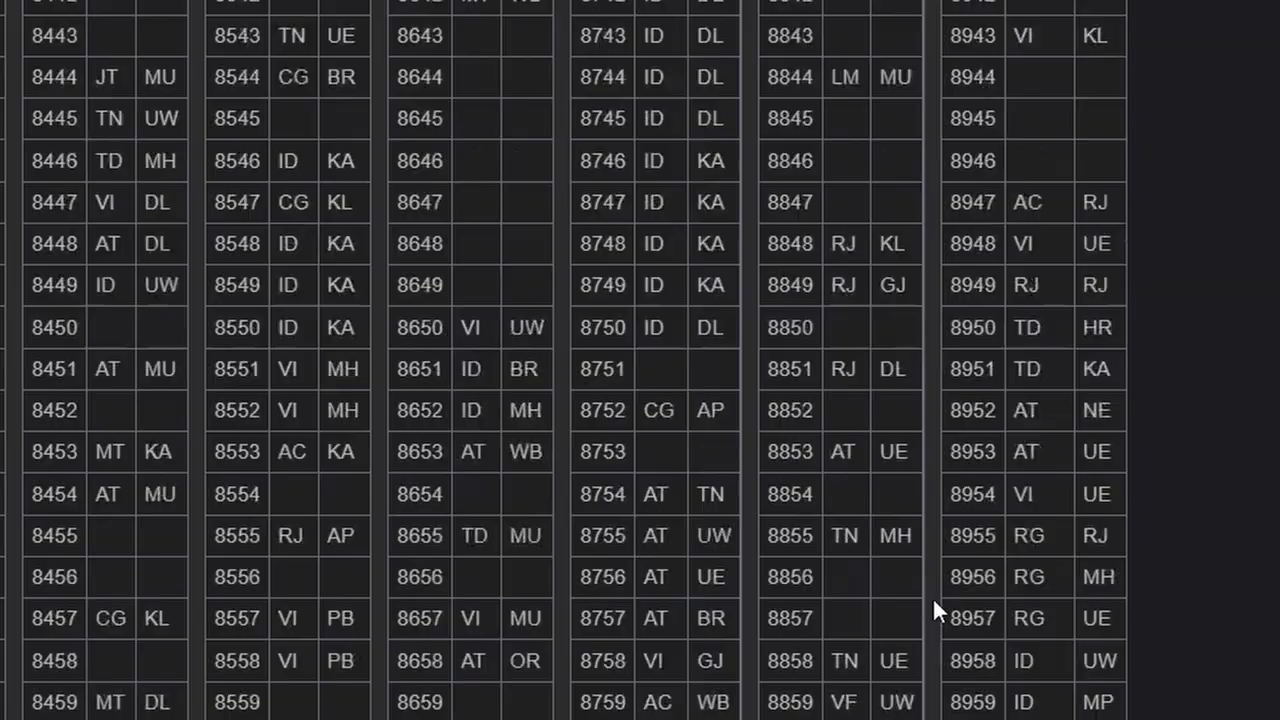 8443 8543 TN UE 8643 8743 ID DL 8843 8943 VI KL
8444 JT MU 8544 CG BR 8644 8744 ID DL 8844 LM MU 8944
8445 TN UW 8545 8645 8745 ID DL 8845 8945
8446 TD MH 8546 ID KA 8646 8746 ID KA 8846 8946
8447 VI DL 8547 CG KL 8647 8747 ID KA 8847 8947 AC RJ
8448 AT DL 8548 ID KA 8648 8748 ID KA 8848 RJ KL 8948 VI UE
8449 ID UW 8549 ID KA 8649 8749 ID KA 8849 RJ GJ 8949 RJ RJ
8450 8550 ID KA 8650 VI UW 8750 ID DL 8850 8950 TD HR
8451 AT MU 8551 VI MH 8651 ID BR 8751 8851 RJ DL 8951 TD KA
8452 8552 VI MH 8652 ID MH 8752 CG AP 8852 8952 AT NE
8453 MT KA 8553 AC KA 8653 AT WB 8753 8853 AT UE 8953 AT UE
8454 AT MU 8554 8654 8754 AT TN 8854 8954 VI UE
8455 8555 RJ AP 8655 TD MU 8755 AT UW 8855 TN MH 8955 RG RJ
8456 8556 8656 8756 AT UE 8856 8956 RG MH
8457 CG KL 8557 VI PB 8657 VI MU 8757 AT BR 8857 8957 RG UE
8458 8558 VI PB 8658 AT OR 8758 VI GJ 8858 TN UE 8958 ID UW
8459 MT DL 8559 8659 8759 AC WB 8859 VF UW 8959 ID MP